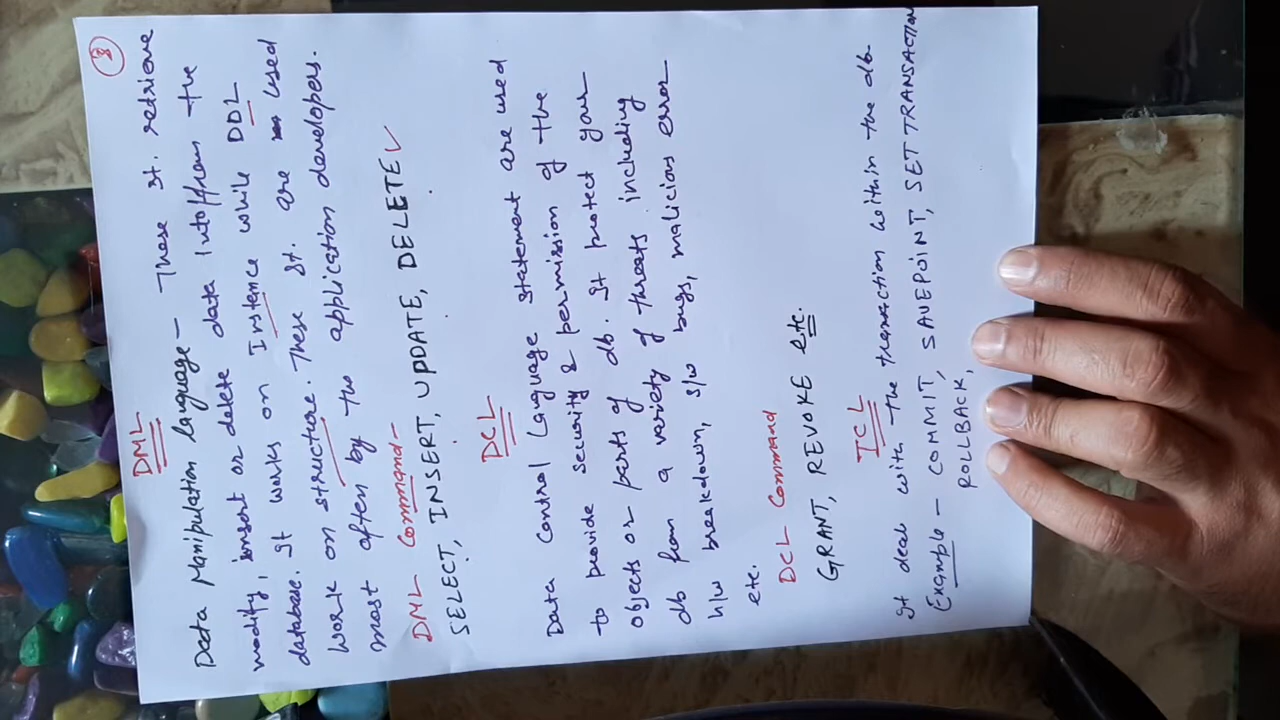 3
DML
Data Manipulation language - These st. retrieve
modify, insert or delete data into/from the
database. It works on Instence while DDL
work on structure. These st. are used
most often by the application developers.
DML Command -
SELECT, INSERT, UPDATE, DELETE
DCL
Data Control Language statement are used
to provide security & permission of the
objects or parts of db. It protect your
db from a variety of threats including
h/w breakdown, s/w bugs, malicious error
etc.
DCL Command
GRANT, REVOKE etc.
TCL
It deal with the transaction within the db.
Example - COMMIT, SAVEPOINT, SET TRANSACTION
ROLLBACK,